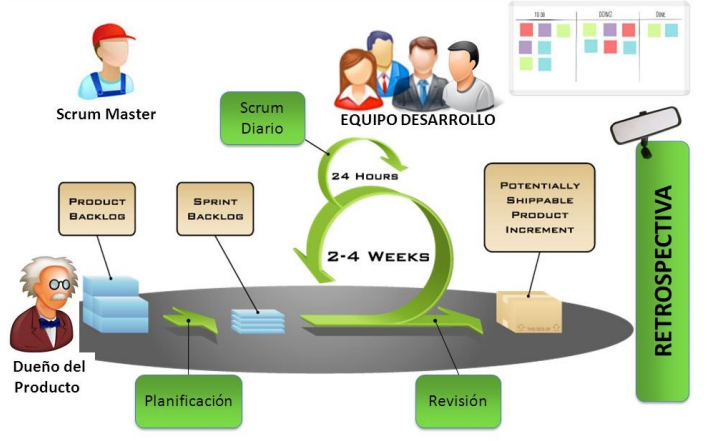 TO DO
DOING
DONE
Scrum Master
EQUIPO DESARROLLO
Scrum
Diario
24 HOURS
PRODUCT
BACKLOG
SPRINT
BACKLOG
POTENTIALLY
SHIPPABLE
PRODUCT
INCREMENT
2-4 WEEKS
RETROSPECTIVA
Dueño del
Producto
Planificación
Revisión